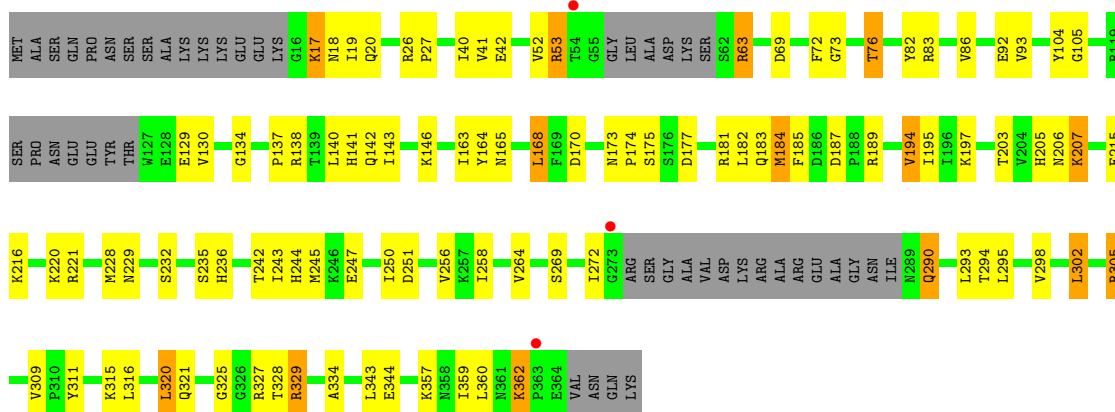 MET ALA SER GLN PRO ASN SER SER ALA LYS LYS LYS GLU GLU LYS G16 K17 N18 I19 Q20 R26 P27 I40 V41 E42 V52 R53 T54 G55 GLY LEU ALA ASP LYS SER S62 R63 D69 F72 G73 T76 Y82 R83 V86 E92 V93 Y104 G105
SER PRO ASN GLU GLU TYR THR W127 E128 E129 V130 G134 P137 R138 T139 L140 H141 Q142 I143 K146 I163 Y164 N165 L168 F169 D170 N173 P174 S175 S176 D177 R181 L182 Q183 M184 F185 D186 D187 P188 R189 V194 I195 I196 K197 T203 V204 H205 N206 K207
K216 K220 R221 M228 N229 S232 S235 H236 T242 I243 H244 M245 K246 E247 I250 D251 V256 K257 I258 V264 S269 I272 G273 ARG SER GLY ALA VAL ASP LYS ARG ALA ARG GLU ALA GLY ASN ILE N289 Q290 L293 T294 L295 V298 L302
V309 P310 Y311 K315 L316 L320 Q321 G325 G326 R327 T328 R329 A334 L343 E344 K357 N358 I359 L360 N361 K362 P363 E364 VAL ASN GLN LYS